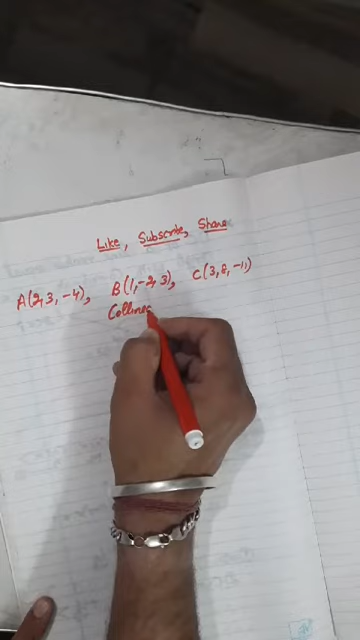 Like, Subscribe, Share
A(2,3,-4), B(1,-2,3), C(3,8,-11)
Collinea